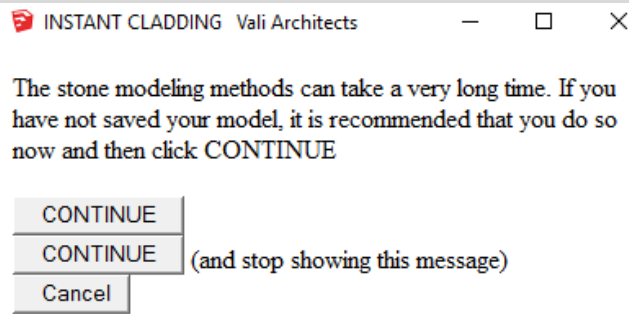 INSTANT CLADDING Vali Architects
The stone modeling methods can take a very long time. If you
have not saved your model, it is recommended that you do so
now and then click CONTINUE
CONTINUE
CONTINUE (and stop showing this message)
Cancel